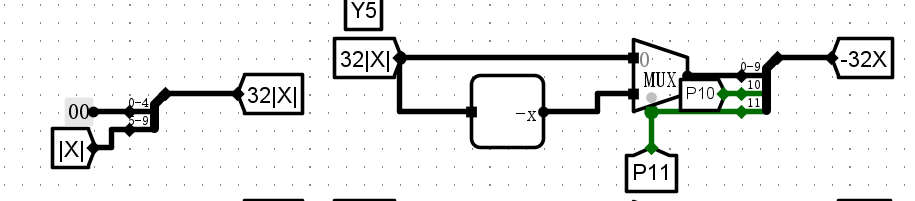 Y5
32|X|
0
0-9
-32X
MUX
P10
10
0-4
32|X|
00
11
5-9
-x
|X|
P11